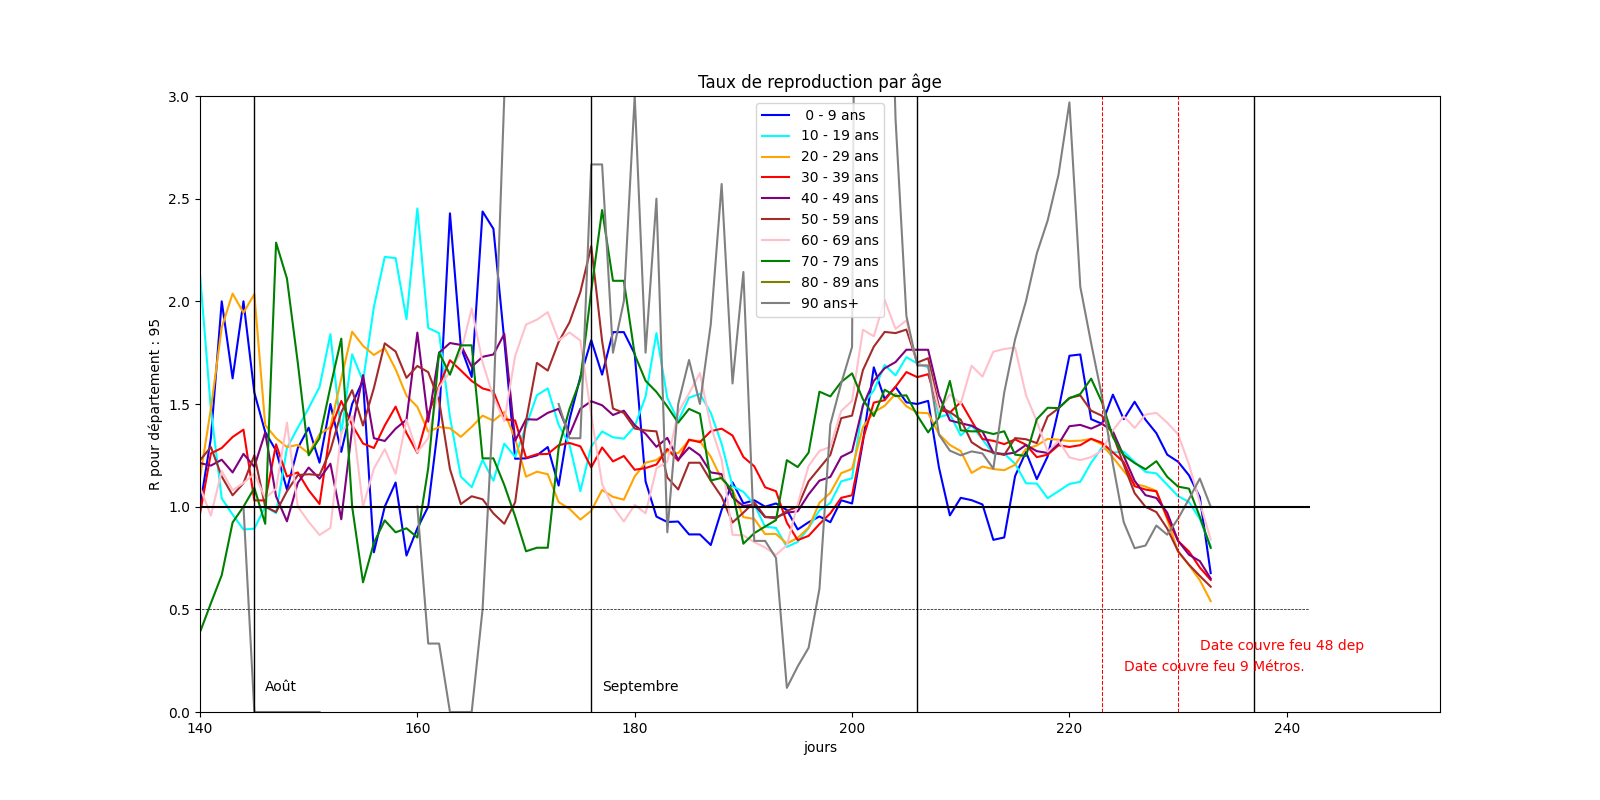 Taux de reproduction par âge
R pour département : 95
3.0
2.5
2.0
1.5
1.0
0.5
0.0
0 - 9 ans
10 - 19 ans
20 - 29 ans
30 - 39 ans
40 - 49 ans
50 - 59 ans
60 - 69 ans
70 - 79 ans
80 - 89 ans
90 ans+
Date couvre feu 48 dep
Date couvre feu 9 Métros.
Août
Septembre
140
160
180
200
220
240
jours